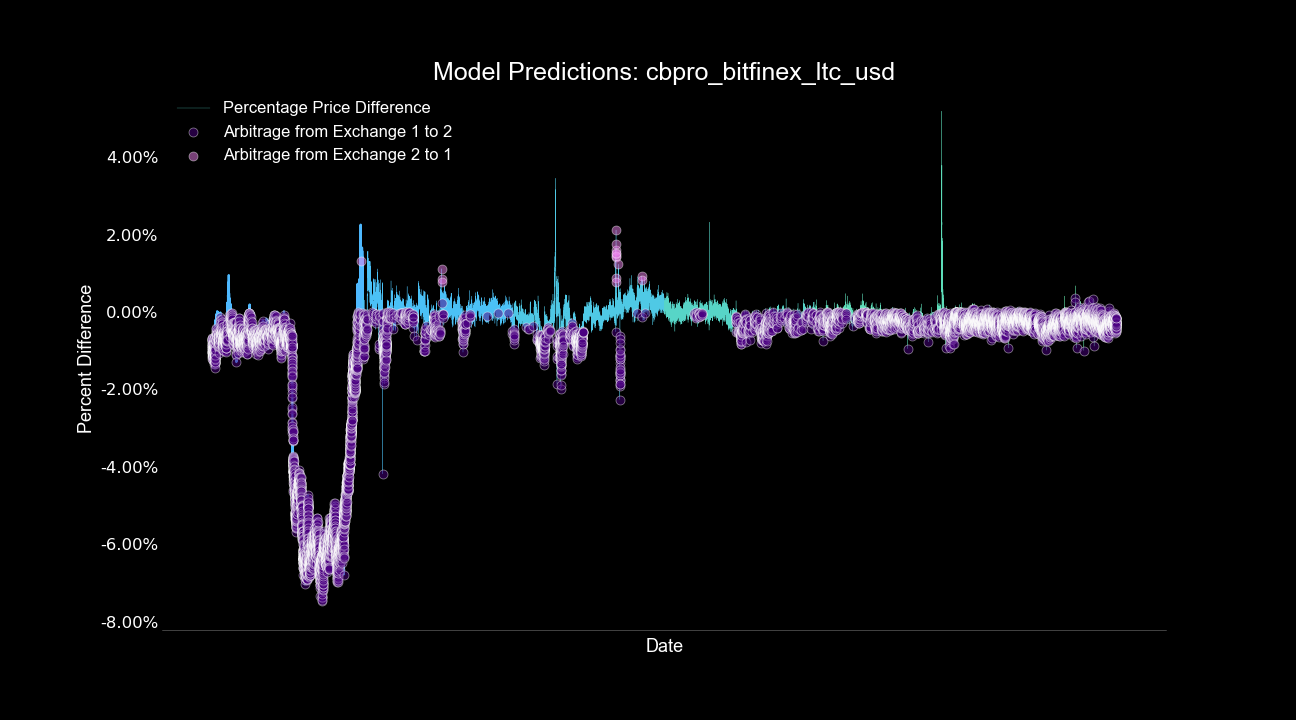 Model Predictions: cbpro_bitfinex_ltc_usd
Percentage Price Difference
Arbitrage from Exchange 1 to 2
Arbitrage from Exchange 2 to 1
4.00%
2.00%
0.00%
-2.00%
-4.00%
-6.00%
-8.00%
Percent Difference
Date